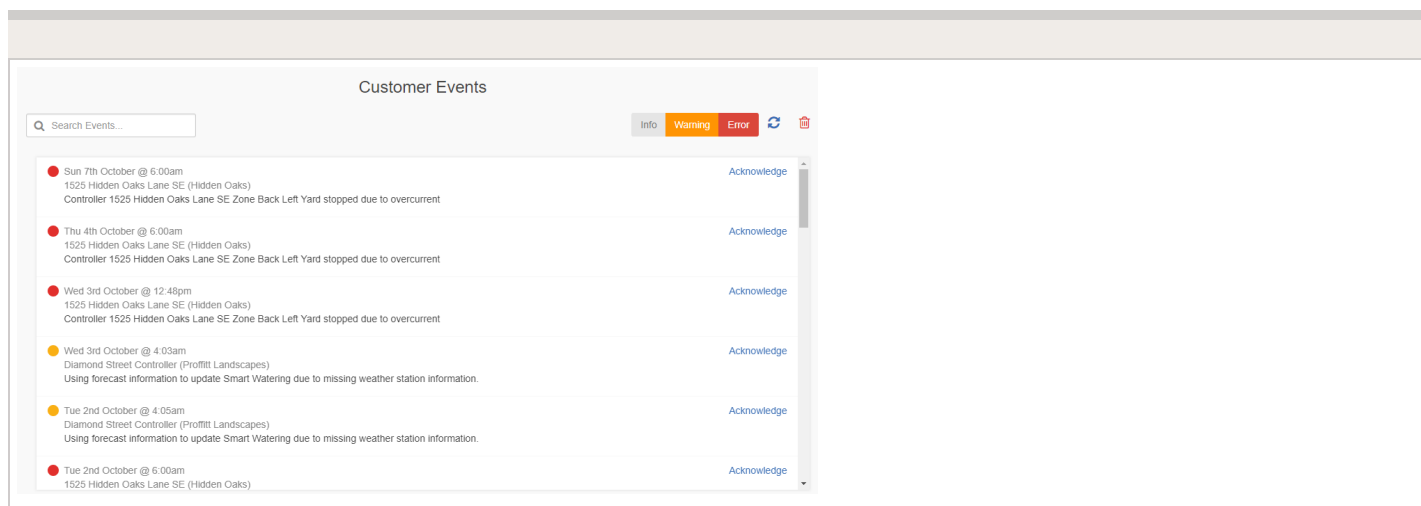 Customer Events
Search Events...
Info Warning Error
Sun 7th October @ 6:00am Acknowledge
1525 Hidden Oaks Lane SE (Hidden Oaks)
Controller 1525 Hidden Oaks Lane SE Zone Back Left Yard stopped due to overcurrent
Thu 4th October @ 6:00am Acknowledge
1525 Hidden Oaks Lane SE (Hidden Oaks)
Controller 1525 Hidden Oaks Lane SE Zone Back Left Yard stopped due to overcurrent
Wed 3rd October @ 12:48pm Acknowledge
1525 Hidden Oaks Lane SE (Hidden Oaks)
Controller 1525 Hidden Oaks Lane SE Zone Back Left Yard stopped due to overcurrent
Wed 3rd October @ 4:03am Acknowledge
Diamond Street Controller (Proffitt Landscapes)
Using forecast information to update Smart Watering due to missing weather station information.
Tue 2nd October @ 4:05am Acknowledge
Diamond Street Controller (Proffitt Landscapes)
Using forecast information to update Smart Watering due to missing weather station information.
Tue 2nd October @ 6:00am Acknowledge
1525 Hidden Oaks Lane SE (Hidden Oaks)